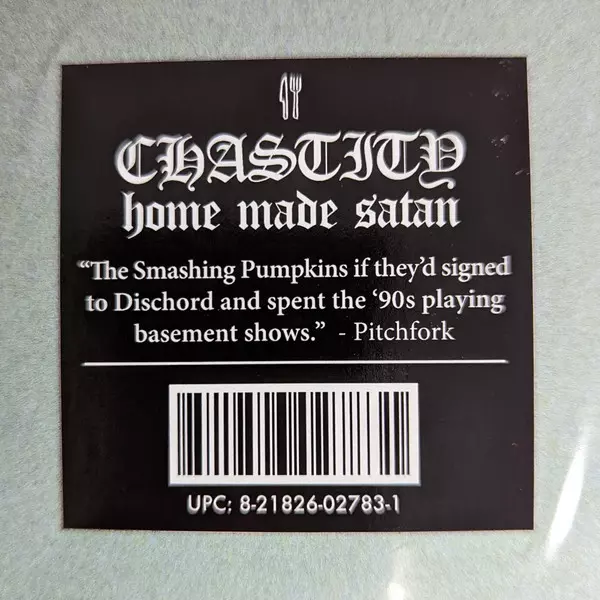 CHASTITY
home made satan
“The Smashing Pumpkins if they’d signed
to Dischord and spent the ‘90s playing
basement shows.” - Pitchfork
UPC: 8-21826-02783-1